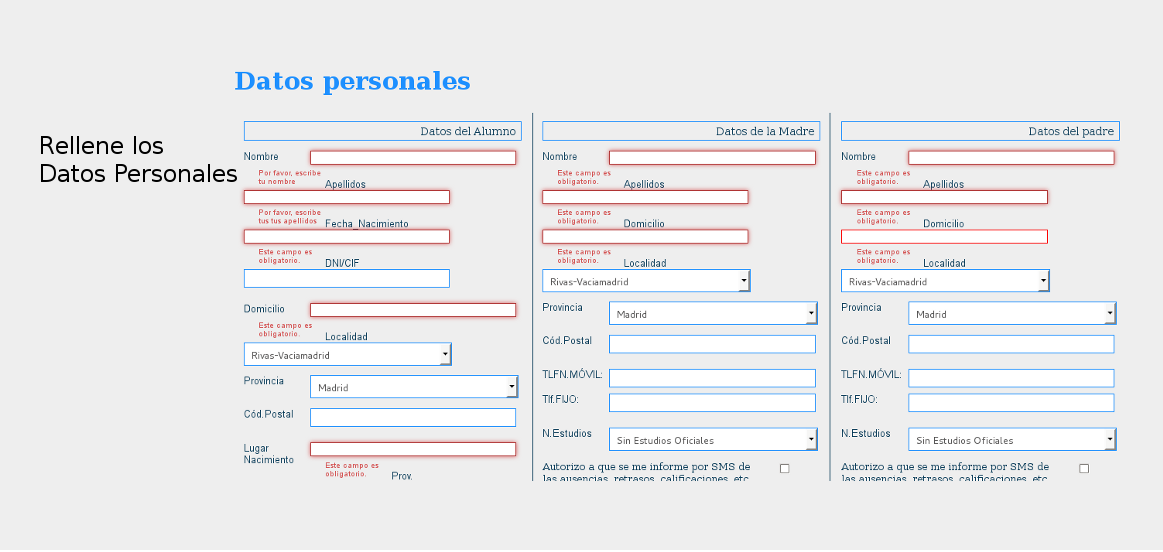 Datos personales
Rellene los
Datos Personales
Datos del Alumno
Nombre
Por favor, escribe
tu nombre
Apellidos
Por favor, escribe
tus tus apellidos
Fecha_Nacimiento
Este campo es
obligatorio.
DNI/CIF
Domicilio
Este campo es
obligatorio.
Localidad
Rivas-Vaciamadrid
Provincia
Madrid
Cód.Postal
Lugar
Nacimiento
Este campo es
obligatorio.
Prov.
Datos de la Madre
Nombre
Este campo es
obligatorio.
Apellidos
Este campo es
obligatorio.
Domicilio
Este campo es
obligatorio.
Localidad
Rivas-Vaciamadrid
Provincia
Madrid
Cód.Postal
TLFN.MÓVIL:
Tlf.FIJO:
N.Estudios
Sin Estudios Oficiales
Autorizo a que se me informe por SMS de
las ausencias, retrasos, calificaciones, etc
Datos del padre
Nombre
Este campo es
obligatorio.
Apellidos
Este campo es
obligatorio.
Domicilio
Este campo es
obligatorio.
Localidad
Rivas-Vaciamadrid
Provincia
Madrid
Cód.Postal
TLFN.MÓVIL:
Tlf.FIJO:
N.Estudios
Sin Estudios Oficiales
Autorizo a que se me informe por SMS de
las ausencias, retrasos, calificaciones, etc